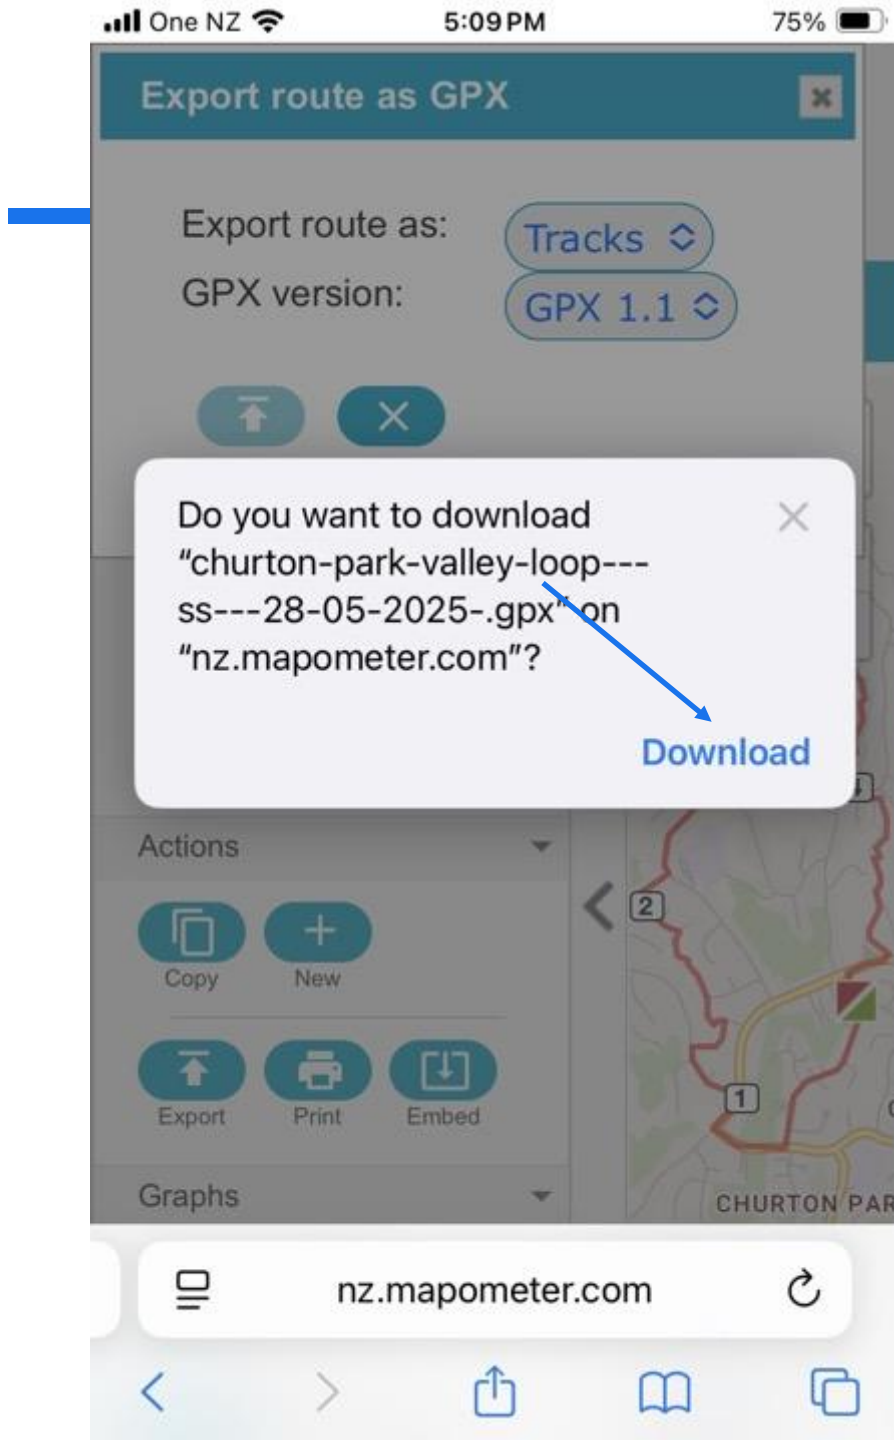 One NZ 5:09 PM 75%
Export route as GPX
Export route as: Tracks
GPX version: GPX 1.1
Do you want to download
“churton-park-valley-loop---
ss---28-05-2025-.gpx” on
“nz.mapometer.com”?
Download
Actions
2
Copy New
1
Export Print Embed
Graphs
CHURTON PAR
nz.mapometer.com